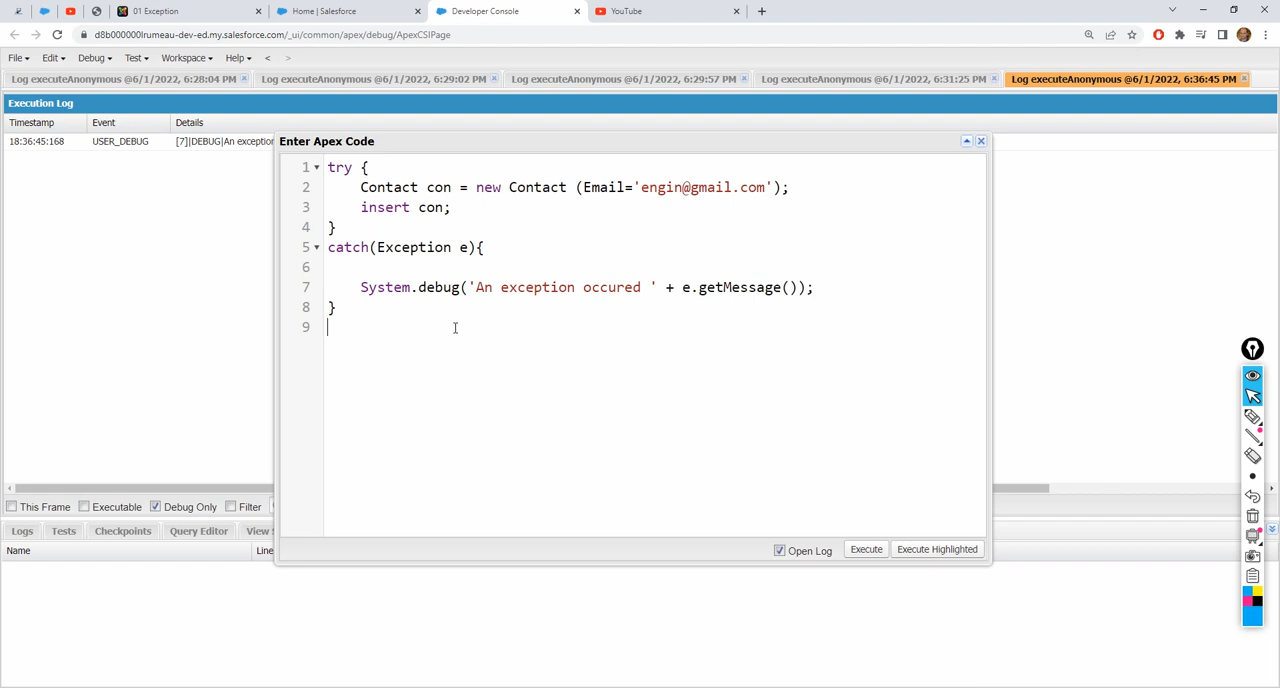 01 Exception
Home | Salesforce
Developer Console
YouTube
d8b000000lrumeau-dev-ed.my.salesforce.com/_ui/common/apex/debug/ApexCSIPage
File Edit Debug Test Workspace Help < >
Log executeAnonymous @6/1/2022, 6:28:04 PM
Log executeAnonymous @6/1/2022, 6:29:02 PM
Log executeAnonymous @6/1/2022, 6:29:57 PM
Log executeAnonymous @6/1/2022, 6:31:25 PM
Log executeAnonymous @6/1/2022, 6:36:45 PM
Execution Log
Timestamp Event Details
18:36:45:168 USER_DEBUG [7]|DEBUG|An exception
Enter Apex Code
1 try {
2 Contact con = new Contact (Email='engin@gmail.com');
3 insert con;
4 }
5 catch(Exception e){
6
7 System.debug('An exception occured ' + e.getMessage());
8 }
9
Open Log Execute Execute Highlighted
This Frame Executable Debug Only Filter
Logs Tests Checkpoints Query Editor View S
Name Line